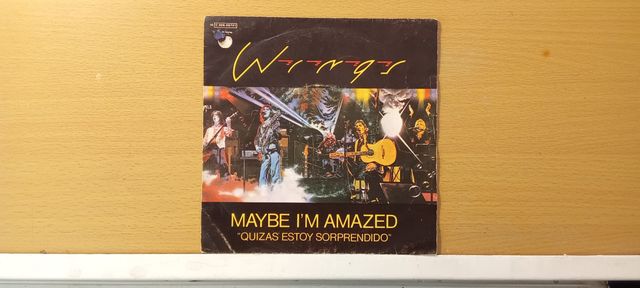 Wings
MAYBE I'M AMAZED
"QUIZAS ESTOY SORPRENDIDO"